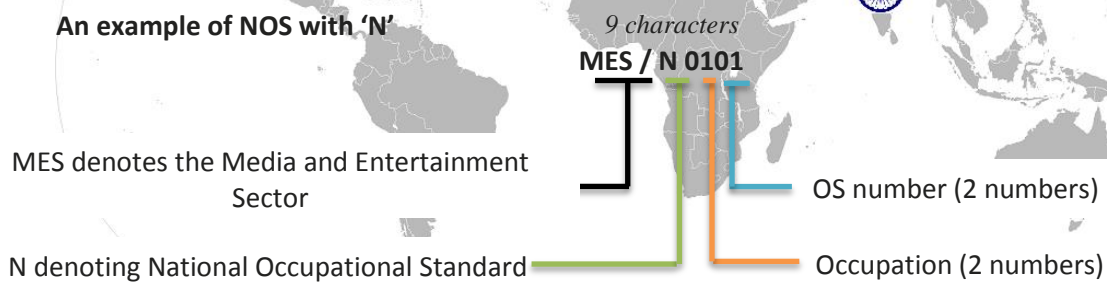 An example of NOS with ‘N’
9 characters
MES / N 0101
MES denotes the Media and Entertainment
Sector
OS number (2 numbers)
N denoting National Occupational Standard
Occupation (2 numbers)